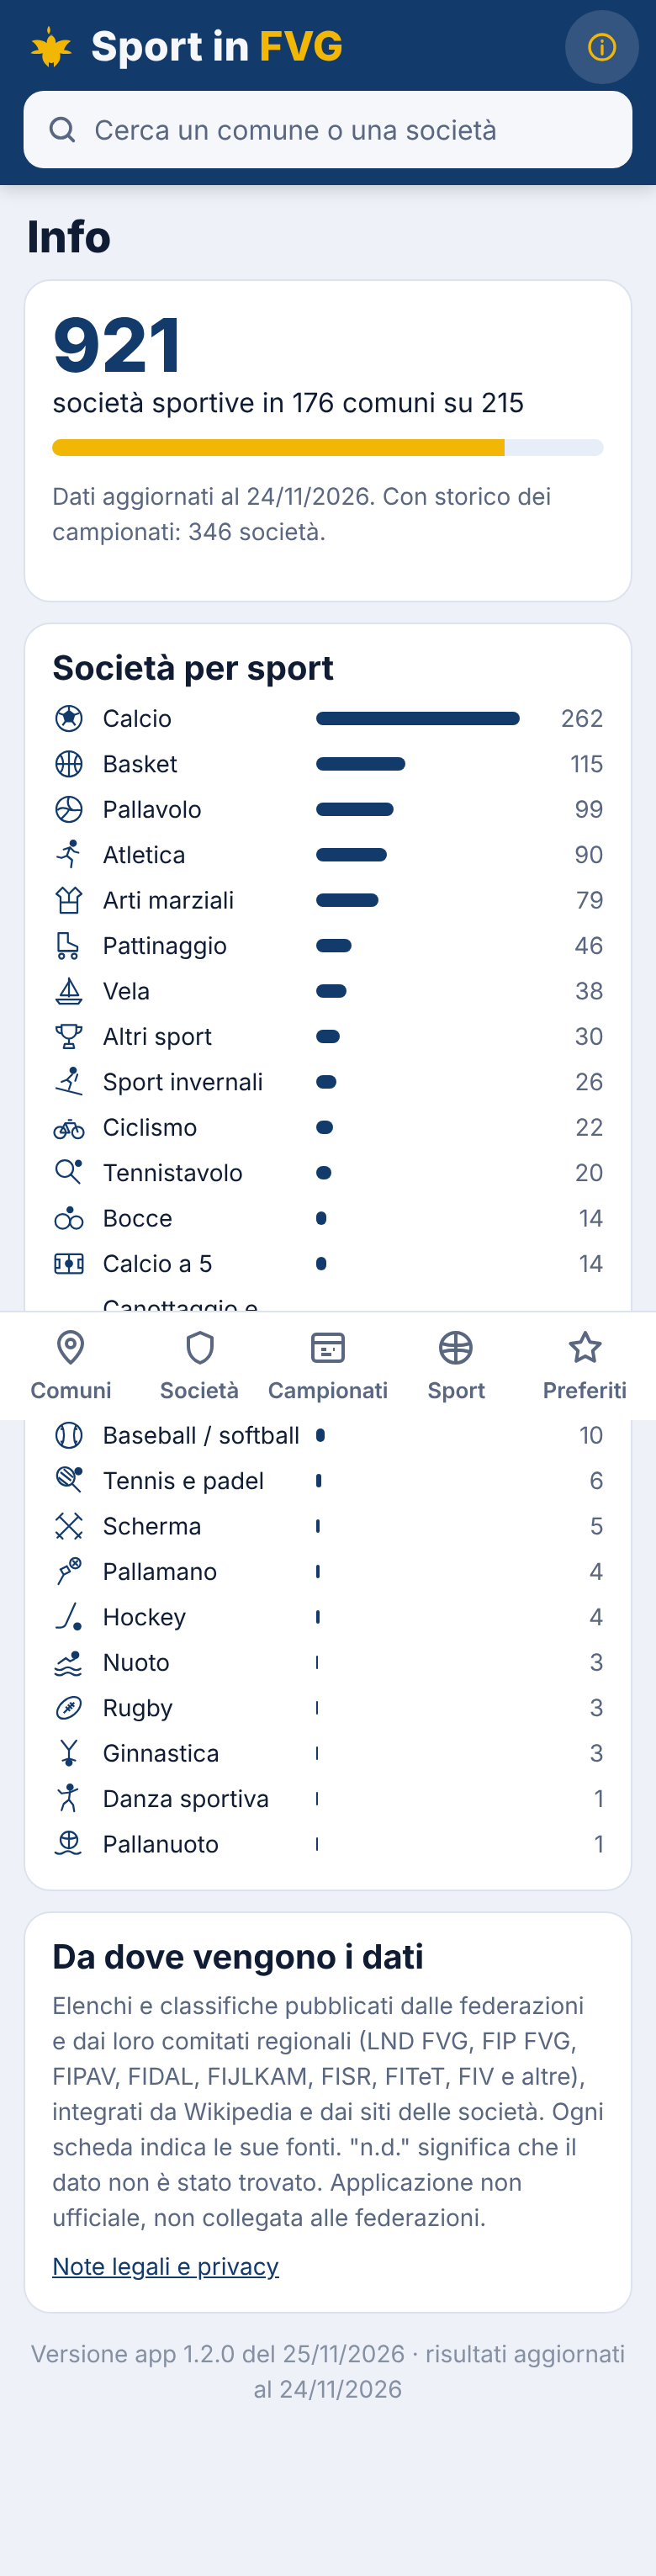 Sport in FVG
Cerca un comune o una società
Info
921
società sportive in 176 comuni su 215
Dati aggiornati al 24/11/2026. Con storico dei
campionati: 346 società.
Società per sport
Calcio 262
Basket 115
Pallavolo 99
Atletica 90
Arti marziali 79
Pattinaggio 46
Vela 38
Altri sport 30
Sport invernali 26
Ciclismo 22
Tennistavolo 20
Bocce 14
Calcio a 5 14
Canottaggio e
Comuni Società Campionati Sport Preferiti
Baseball / softball 10
Tennis e padel 6
Scherma 5
Pallamano 4
Hockey 4
Nuoto 3
Rugby 3
Ginnastica 3
Danza sportiva 1
Pallanuoto 1
Da dove vengono i dati
Elenchi e classifiche pubblicati dalle federazioni
e dai loro comitati regionali (LND FVG, FIP FVG,
FIPAV, FIDAL, FIJLKAM, FISR, FITeT, FIV e altre),
integrati da Wikipedia e dai siti delle società. Ogni
scheda indica le sue fonti. "n.d." significa che il
dato non è stato trovato. Applicazione non
ufficiale, non collegata alle federazioni.
Note legali e privacy
Versione app 1.2.0 del 25/11/2026 · risultati aggiornati
al 24/11/2026